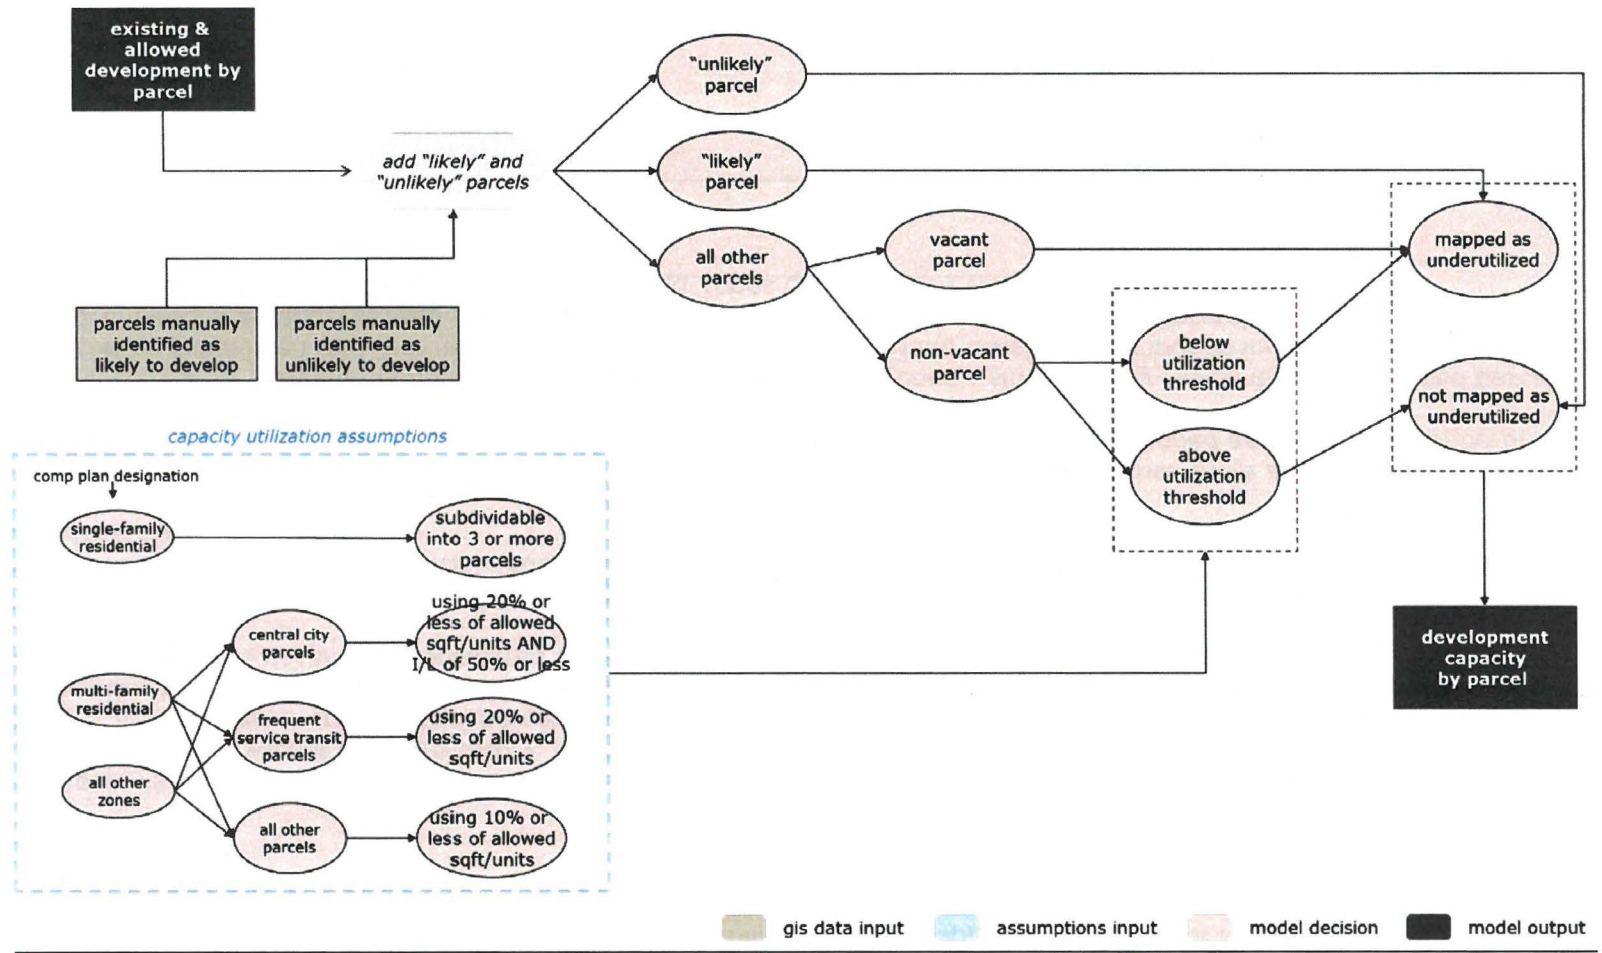 existing &
allowed
development by
parcel
add “likely” and
“unlikely” parcels
parcels manually
identified as
likely to develop
parcels manually
identified as
unlikely to develop
“unlikely”
parcel
“likely”
parcel
all other
parcels
vacant
parcel
non-vacant
parcel
below
utilization
threshold
above
utilization
threshold
mapped as
underutilized
not mapped as
underutilized
development
capacity
by parcel
capacity utilization assumptions
comp plan designation
single-family
residential
subdividable
into 3 or more
parcels
multi-family
residential
all other
zones
central city
parcels
using 20% or
less of allowed
sqft/units AND
I/L of 50% or less
frequent
service transit
parcels
using 20% or
less of allowed
sqft/units
all other
parcels
using 10% or
less of allowed
sqft/units
gis data input
assumptions input
model decision
model output